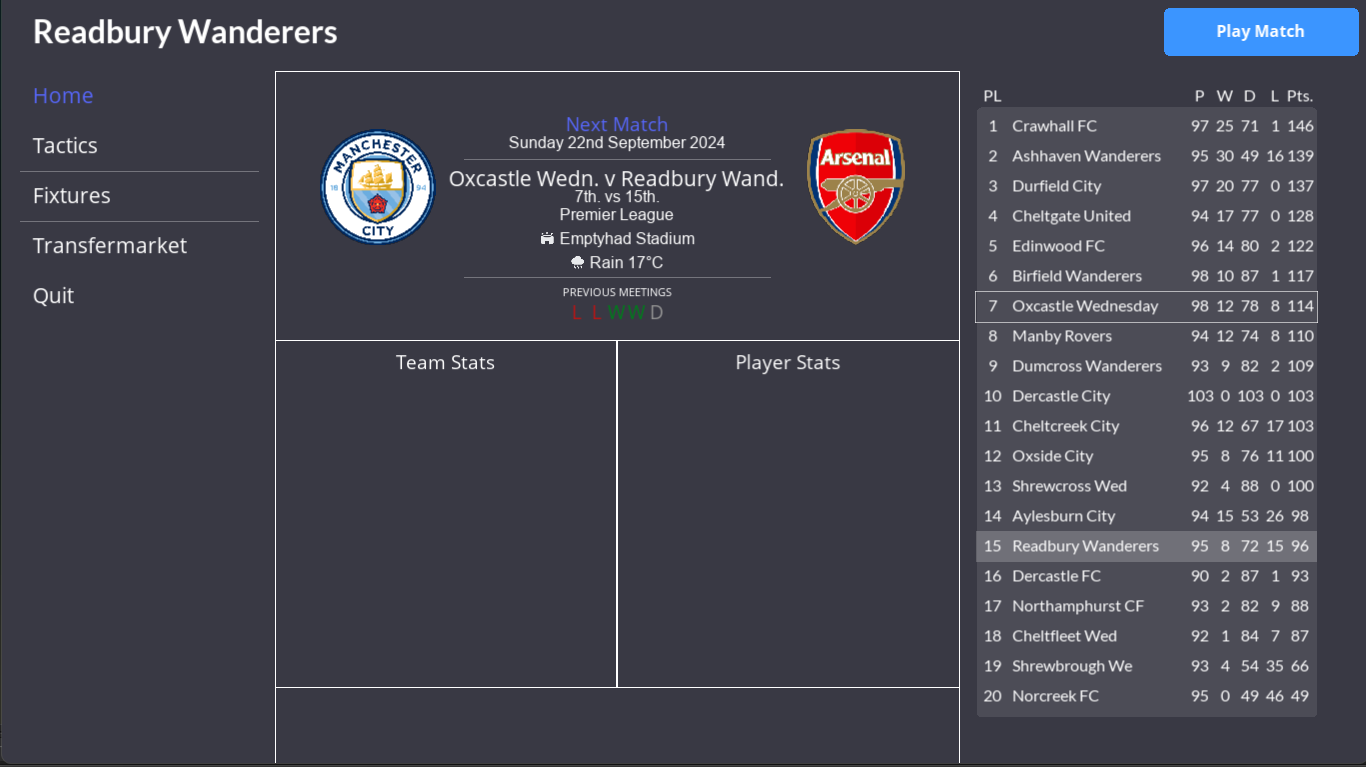 Readbury Wanderers
Play Match
Home
Tactics
Fixtures
Transfermarket
Quit
MANCHESTER
18 94
CITY
Next Match
Sunday 22nd September 2024
Oxcastle Wedn. v Readbury Wand.
7th. vs 15th.
Premier League
Emptyhad Stadium
Rain 17°C
PREVIOUS MEETINGS
L L W W D
Arsenal
Team Stats
Player Stats
PL P W D L Pts.
1 Crawhall FC 97 25 71 1 146
2 Ashhaven Wanderers 95 30 49 16 139
3 Durfield City 97 20 77 0 137
4 Cheltgate United 94 17 77 0 128
5 Edinwood FC 96 14 80 2 122
6 Birfield Wanderers 98 10 87 1 117
7 Oxcastle Wednesday 98 12 78 8 114
8 Manby Rovers 94 12 74 8 110
9 Dumcross Wanderers 93 9 82 2 109
10 Dercastle City 103 0 103 0 103
11 Cheltcreek City 96 12 67 17 103
12 Oxside City 95 8 76 11 100
13 Shrewcross Wed 92 4 88 0 100
14 Aylesburn City 94 15 53 26 98
15 Readbury Wanderers 95 8 72 15 96
16 Dercastle FC 90 2 87 1 93
17 Northamphurst CF 93 2 82 9 88
18 Cheltfleet Wed 92 1 84 7 87
19 Shrewbrough We 93 4 54 35 66
20 Norcreek FC 95 0 49 46 49